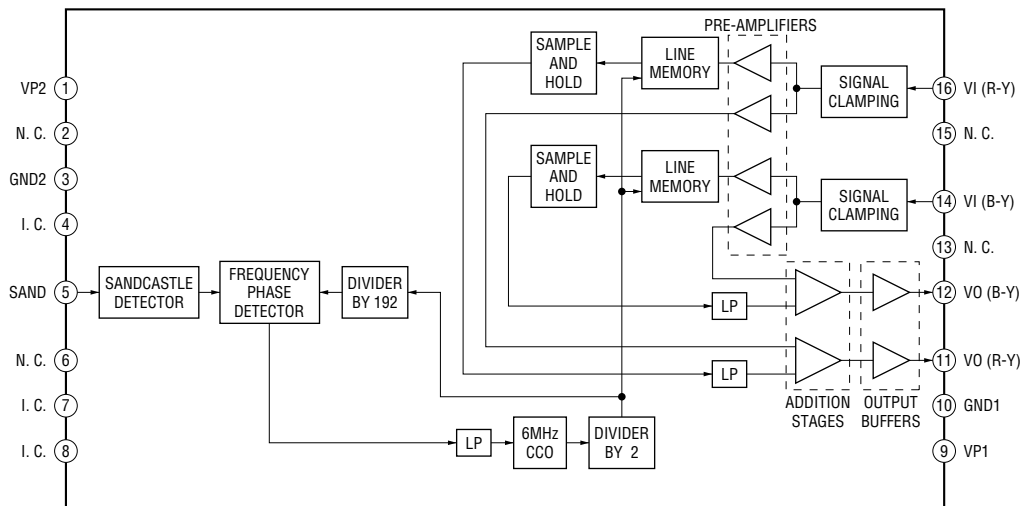 PRE-AMPLIFIERS
SAMPLE
AND
HOLD
LINE
MEMORY
SIGNAL
CLAMPING
VP2 1
16 VI (R-Y)
N. C. 2
15 N. C.
SAMPLE
AND
HOLD
LINE
MEMORY
SIGNAL
CLAMPING
GND2 3
14 VI (B-Y)
I. C. 4
13 N. C.
SAND 5
SANDCASTLE
DETECTOR
FREQUENCY
PHASE
DETECTOR
DIVIDER
BY 192
LP
12 VO (B-Y)
N. C. 6
LP
11 VO (R-Y)
I. C. 7
ADDITION
STAGES
OUTPUT
BUFFERS
10 GND1
I. C. 8
LP
6MHz
CCO
DIVIDER
BY 2
9 VP1